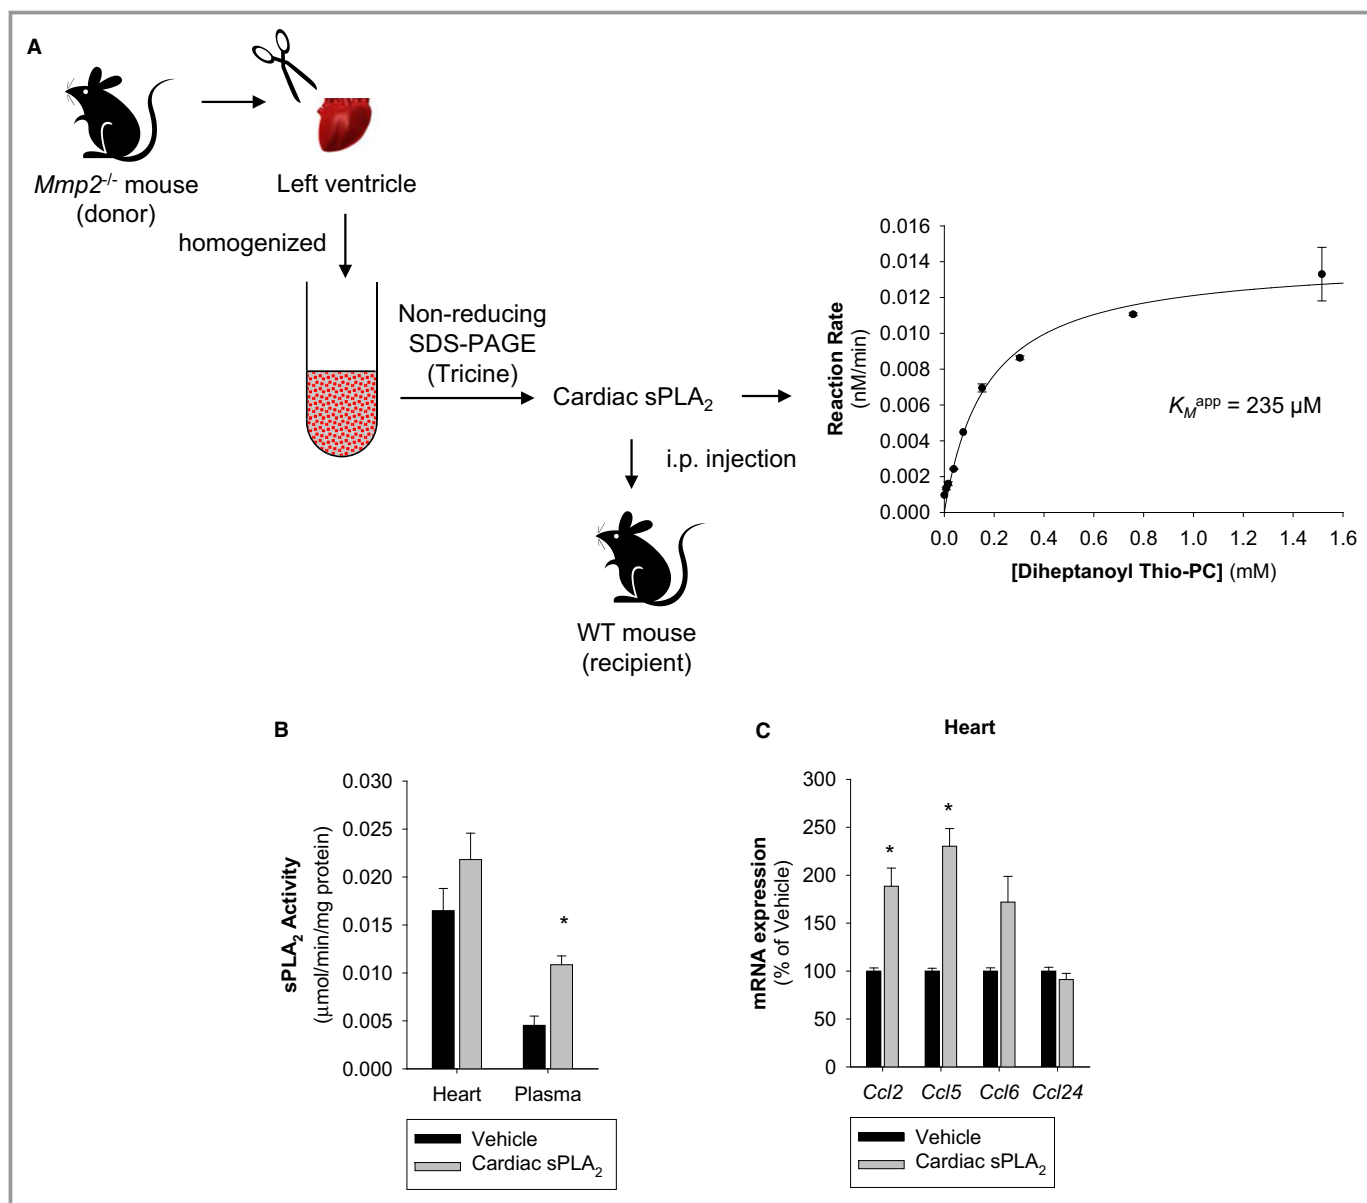 A
Mmp2-/- mouse
(donor)
Left ventricle
homogenized
Non-reducing
SDS-PAGE
(Tricine)
Cardiac sPLA2
i.p. injection
WT mouse
(recipient)
Reaction Rate
(nM/min)
0.016
0.014
0.012
0.010
0.008
0.006
0.004
0.002
0.000
KMapp = 235 µM
0.0 0.2 0.4 0.6 0.8 1.0 1.2 1.4 1.6
[Diheptanoyl Thio-PC] (mM)
B
sPLA2 Activity
(µmol/min/mg protein)
0.030
0.025
0.020
0.015
0.010
0.005
0.000
*
Heart Plasma
Vehicle
Cardiac sPLA2
C
Heart
mRNA expression
(% of Vehicle)
300
250
200
150
100
50
0
* *
Ccl2 Ccl5 Ccl6 Ccl24
Vehicle
Cardiac sPLA2